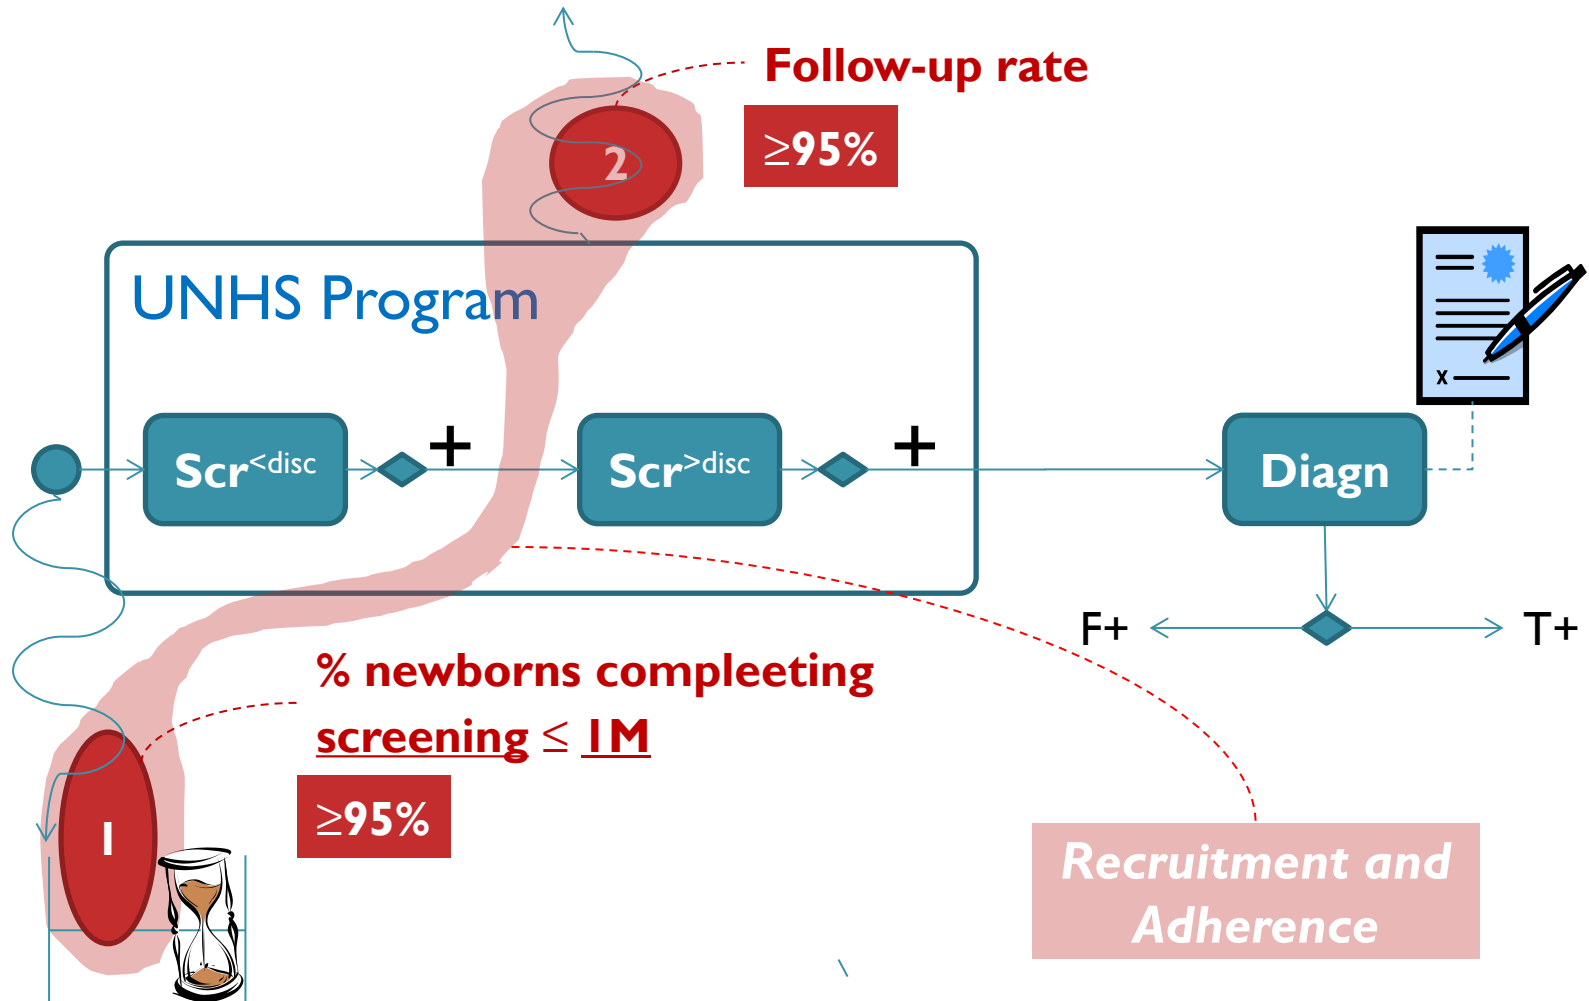 Follow-up rate
≥95%
2
UNHS Program
+
+
Scr<disc
Scr>disc
Diagn
X
F+
T+
% newborns compleeting
screening ≤ 1M
≥95%
1
Recruitment and
Adherence